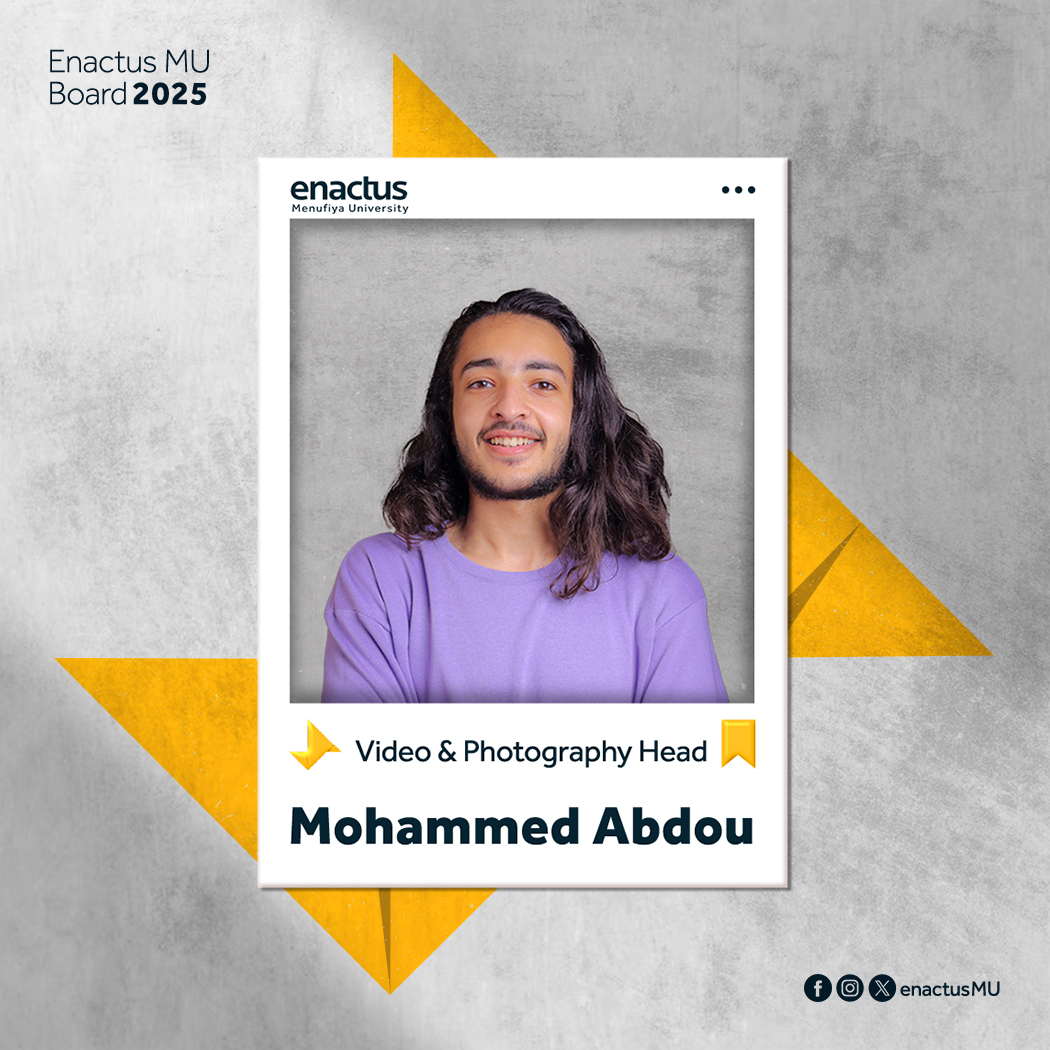 Enactus MU
Board 2025
enactus
Menufiya University
Video & Photography Head
Mohammed Abdou
enactusMU